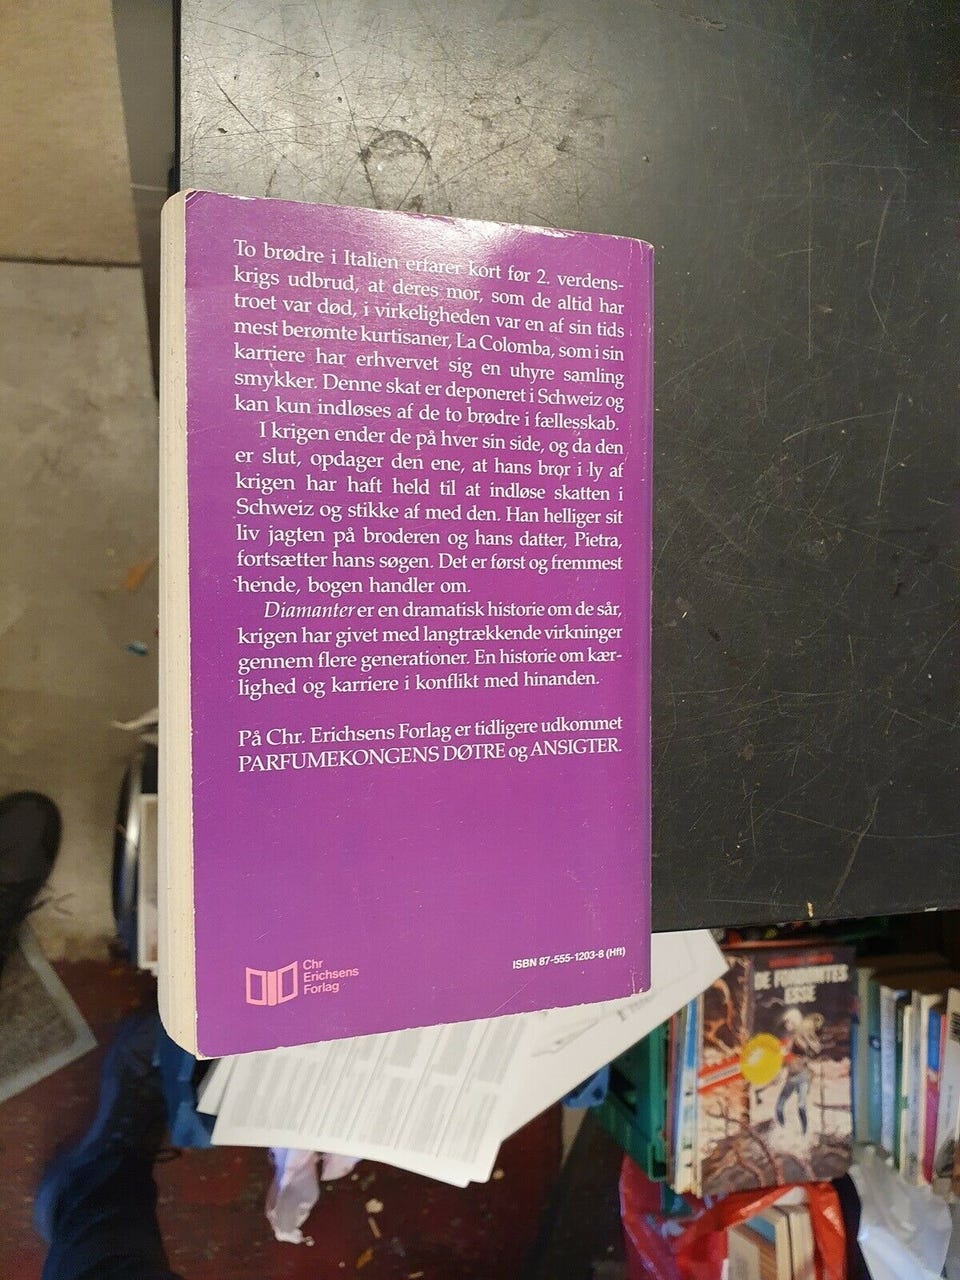 To brødre i Italien erfarer kort før 2. verdens-
krigs udbrud, at deres mor, som de altid har
troet var død, i virkeligheden var en af sin tids
mest berømte kurtisaner, La Colomba, som i sin
karriere har erhvervet sig en uhyre samling
smykker. Denne skat er deponeret i Schweiz og
kan kun indløses af de to brødre i fællesskab.
I krigen ender de på hver sin side, og da den
er slut, opdager den ene, at hans bror i ly af
krigen har haft held til at indløse skatten i
Schweiz og stikke af med den. Han helliger sit
liv jagten på broderen og hans datter, Pietra,
fortsætter hans søgen. Det er først og fremmest
hende, bogen handler om.
Diamanter er en dramatisk historie om de sår,
krigen har givet med langtrækkende virkninger
gennem flere generationer. En historie om kær-
lighed og karriere i konflikt med hinanden.
På Chr. Erichsens Forlag er tidligere udkommet
PARFUMEKONGENS DØTRE og ANSIGTER.
Chr
Erichsens
Forlag
ISBN 87-555-1203-8 (Hft)
DE FORDØMTES